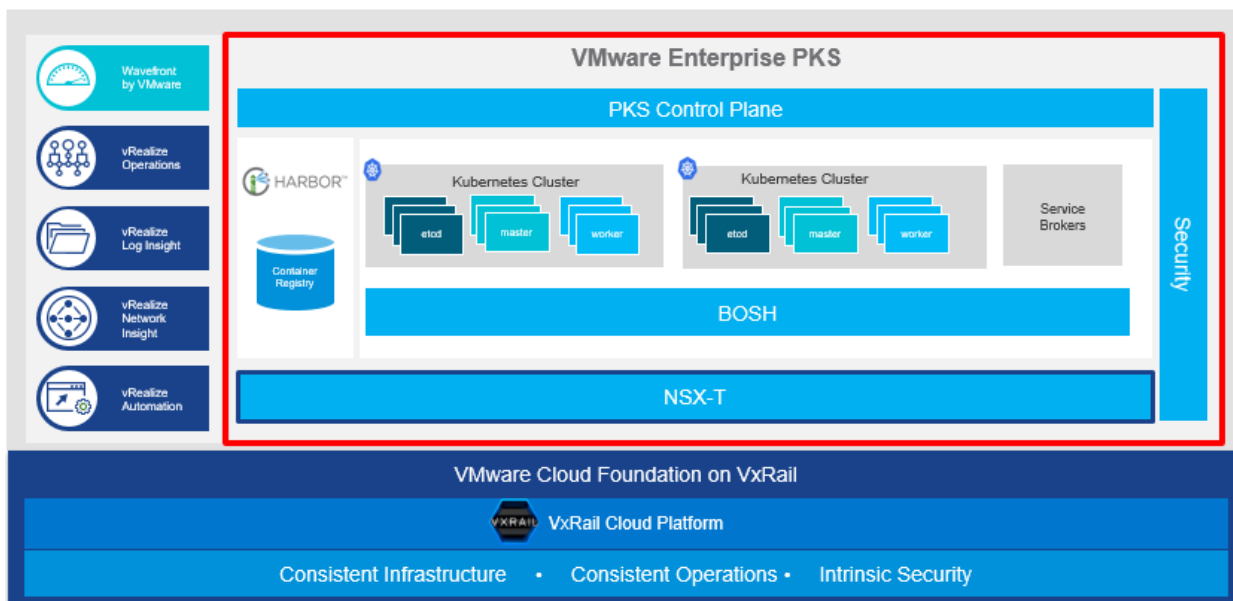 Wavefront
by VMware
vRealize
Operations
vRealize
Log Insight
vRealize
Network
Insight
vRealize
Automation
VMware Enterprise PKS
PKS Control Plane
HARBOR™
Container
Registry
Kubernetes Cluster
etcd
master
worker
Kubernetes Cluster
etcd
master
worker
Service
Brokers
BOSH
NSX-T
Security
VMware Cloud Foundation on VxRail
VXRAIL
VxRail Cloud Platform
Consistent Infrastructure • Consistent Operations • Intrinsic Security